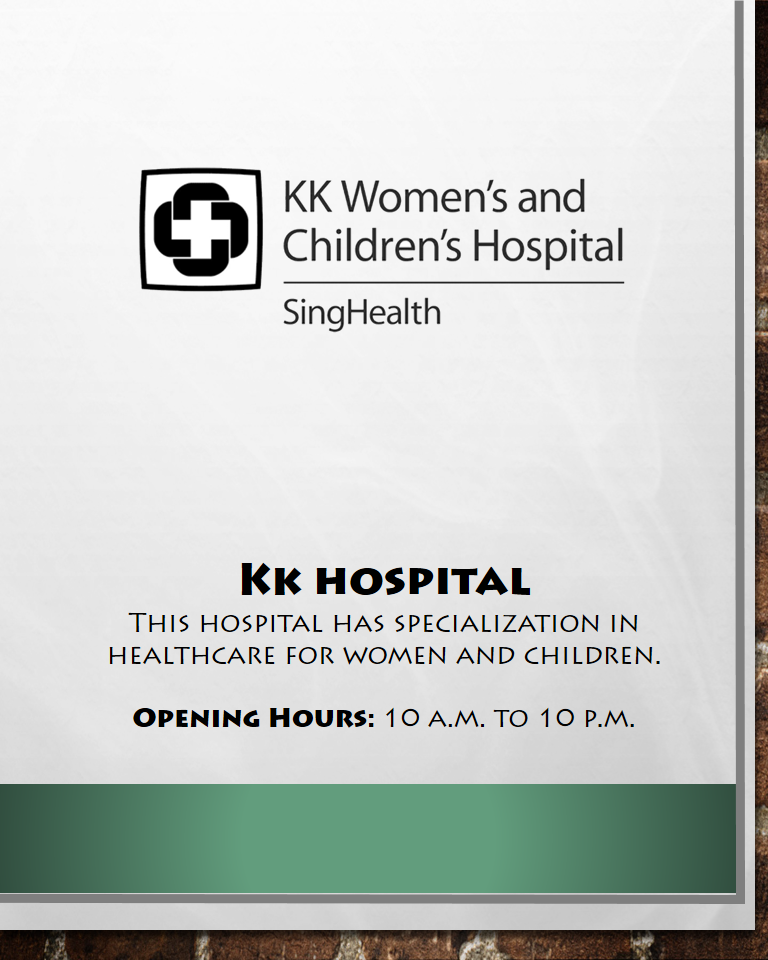 KK Women's and
Children's Hospital
SingHealth
Kk hospital
This hospital has specialization in
healthcare for women and children.
Opening Hours: 10 a.m. to 10 p.m.